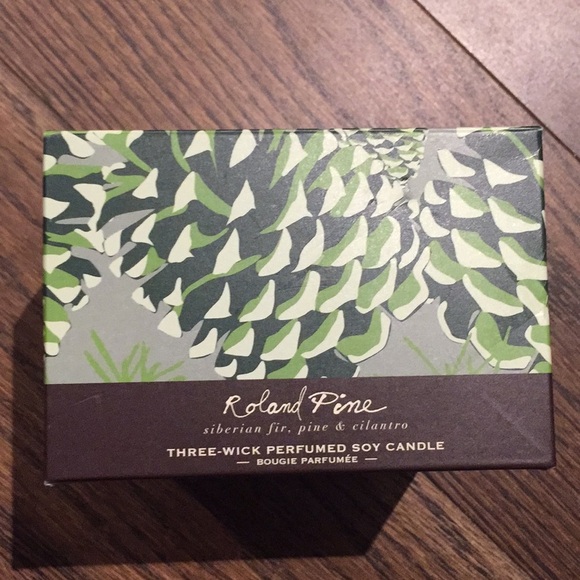 Roland Pine
siberian fir, pine & cilantro
THREE-WICK PERFUMED SOY CANDLE
— BOUGIE PARFUMÉE —